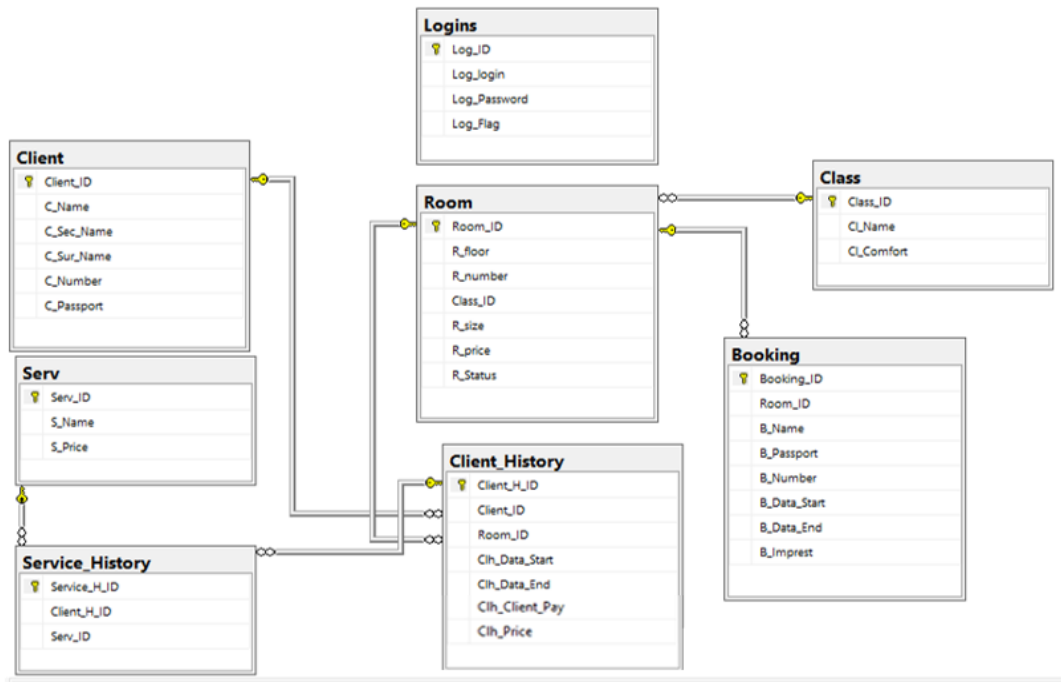 Logins
Log_ID
Log_login
Log_Password
Log_Flag
Client
Client_ID
C_Name
C_Sec_Name
C_Sur_Name
C_Number
C_Passport
Room
Room_ID
R_floor
R_number
Class_ID
R_size
R_price
R_Status
Class
Class_ID
Cl_Name
Cl_Comfort
Serv
Serv_ID
S_Name
S_Price
Booking
Booking_ID
Room_ID
B_Name
B_Passport
B_Number
B_Data_Start
B_Data_End
B_Imprest
Client_History
Client_H_ID
Client_ID
Room_ID
Clh_Data_Start
Clh_Data_End
Clh_Client_Pay
Clh_Price
Service_History
Service_H_ID
Client_H_ID
Serv_ID